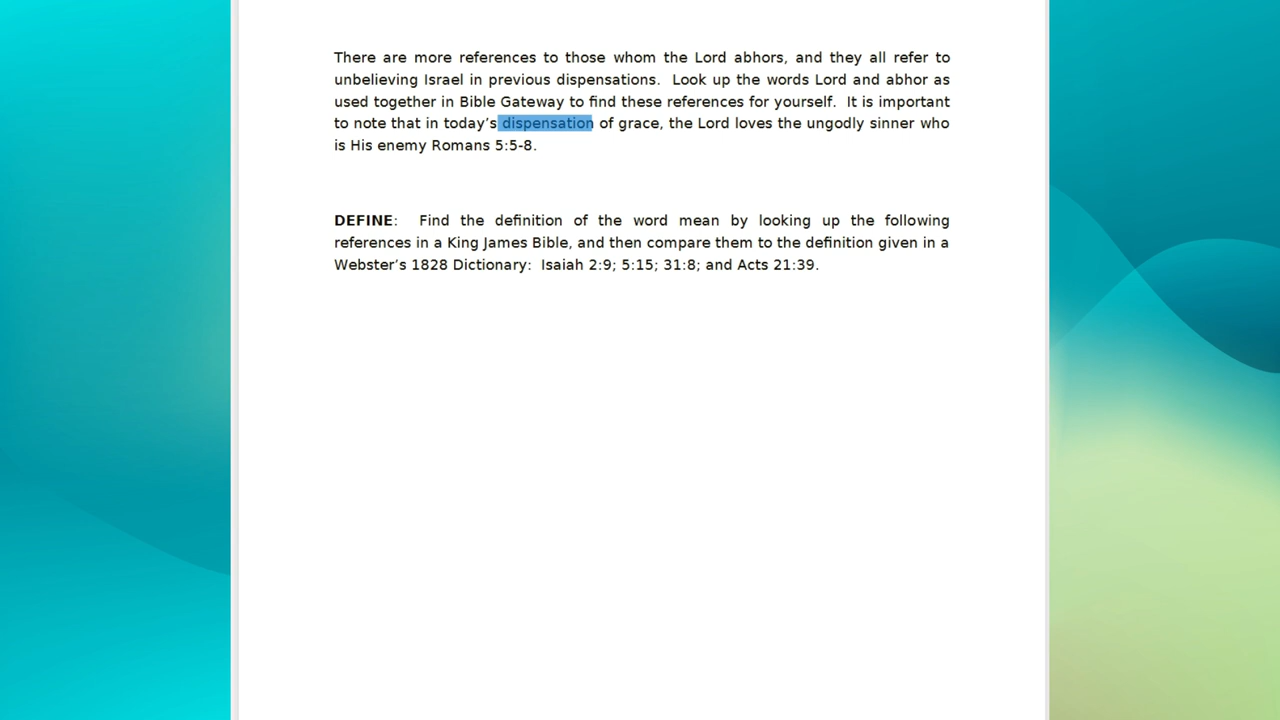 There are more references to those whom the Lord abhors, and they all refer to
unbelieving Israel in previous dispensations.  Look up the words Lord and abhor as
used together in Bible Gateway to find these references for yourself.  It is important
to note that in today’s dispensation of grace, the Lord loves the ungodly sinner who
is His enemy Romans 5:5-8.
DEFINE:  Find the definition of the word mean by looking up the following
references in a King James Bible, and then compare them to the definition given in a
Webster’s 1828 Dictionary:  Isaiah 2:9; 5:15; 31:8; and Acts 21:39.